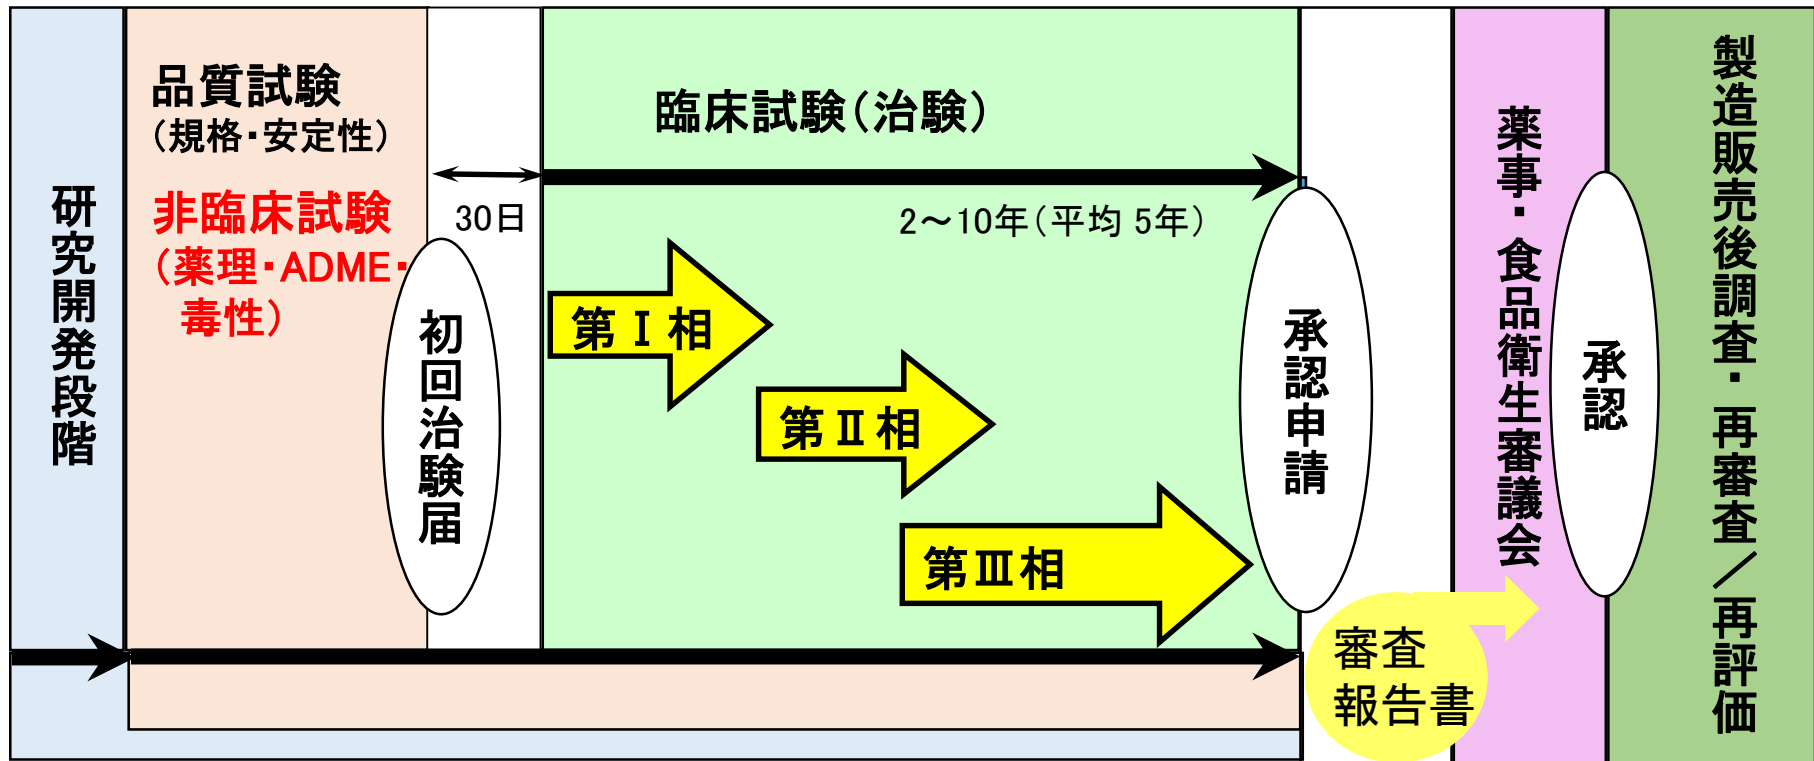 研究開発段階
品質試験
（規格・安定性）
非臨床試験
（薬理・ADME・
毒性）
初回治験届
30日
臨床試験（治験）
2～10年（平均 5年）
第Ⅰ相
第Ⅱ相
第Ⅲ相
承認申請
審査
報告書
薬事・食品衛生審議会
承認
製造販売後調査・再審査／再評価